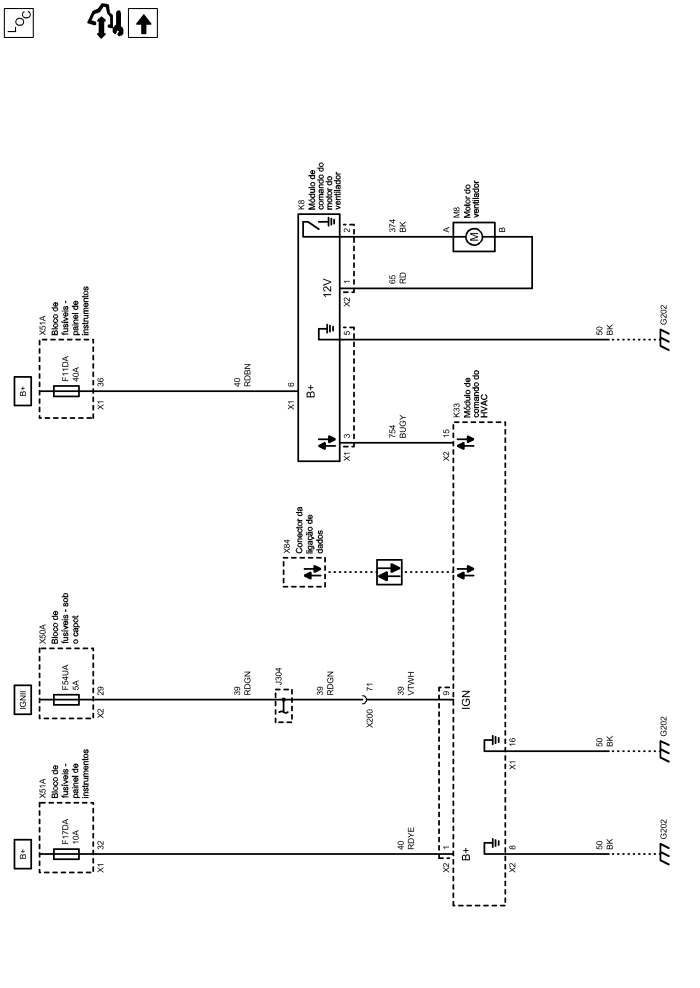 LOC
K8
Módulo de
comando do
motor do
ventilador
M8
Motor do
ventilador
2
374
BK
A
M
B
12V
1
X2
65
RD
X51A
Bloco de
fusíveis -
painel de
instrumentos
5
50
BK
G202
B+
F11DA
40A
36
X1
40
RDBN
6
X1
B+
K33
Módulo de
comando do
HVAC
3
X1
754
BUGY
15
X2
X84
Conector da
ligação de
dados
X50A
Bloco de
fusíveis - sob
o capot
IGNII
F54UA
5A
29
X2
39
RDGN
J304
39
RDGN
71
X200
39
VTWH
9
IGN
16
X1
50
BK
G202
X51A
Bloco de
fusíveis -
painel de
instrumentos
B+
F17DA
10A
32
X1
40
RDYE
1
X2
B+
8
X2
50
BK
G202